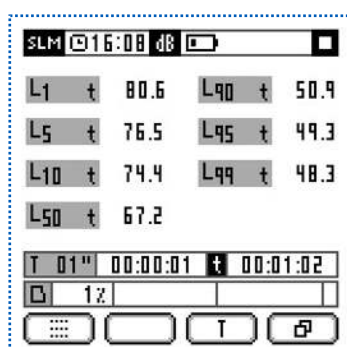 SLM 16:08 dB
L1 t 80.6 L90 t 50.9
L5 t 76.5 L95 t 49.3
L10 t 74.4 L99 t 48.3
L50 t 67.2
T 01" 00:00:01 t 00:01:02
1%
T